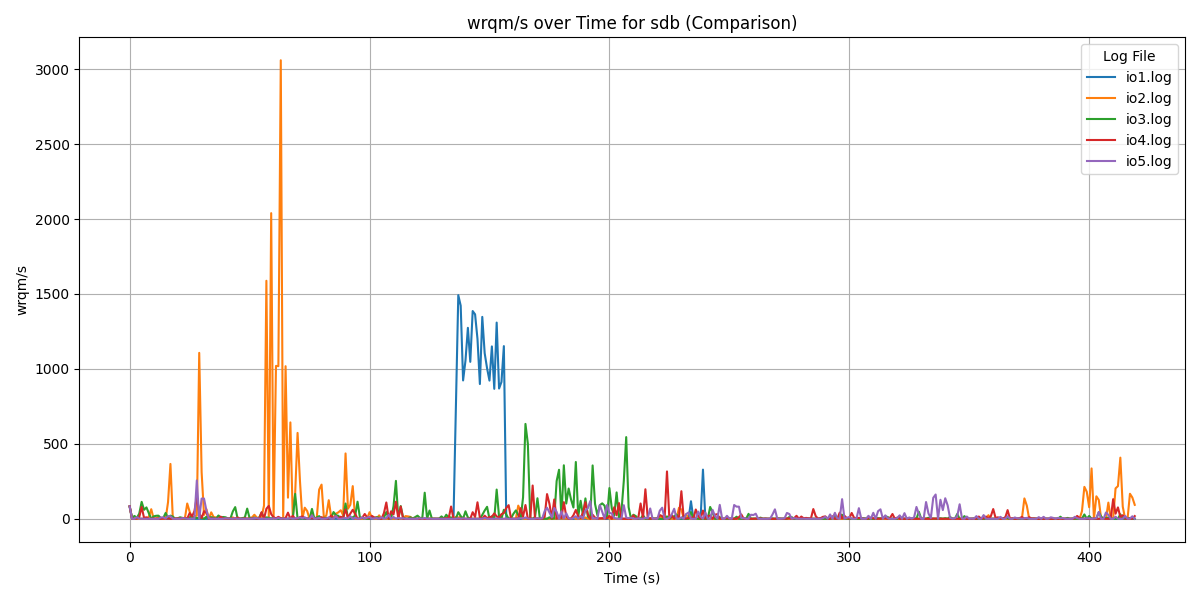 wrqm/s over Time for sdb (Comparison)
Log File
io1.log
io2.log
io3.log
io4.log
io5.log
wrqm/s
3000
2500
2000
1500
1000
500
0
0 100 200 300 400
Time (s)